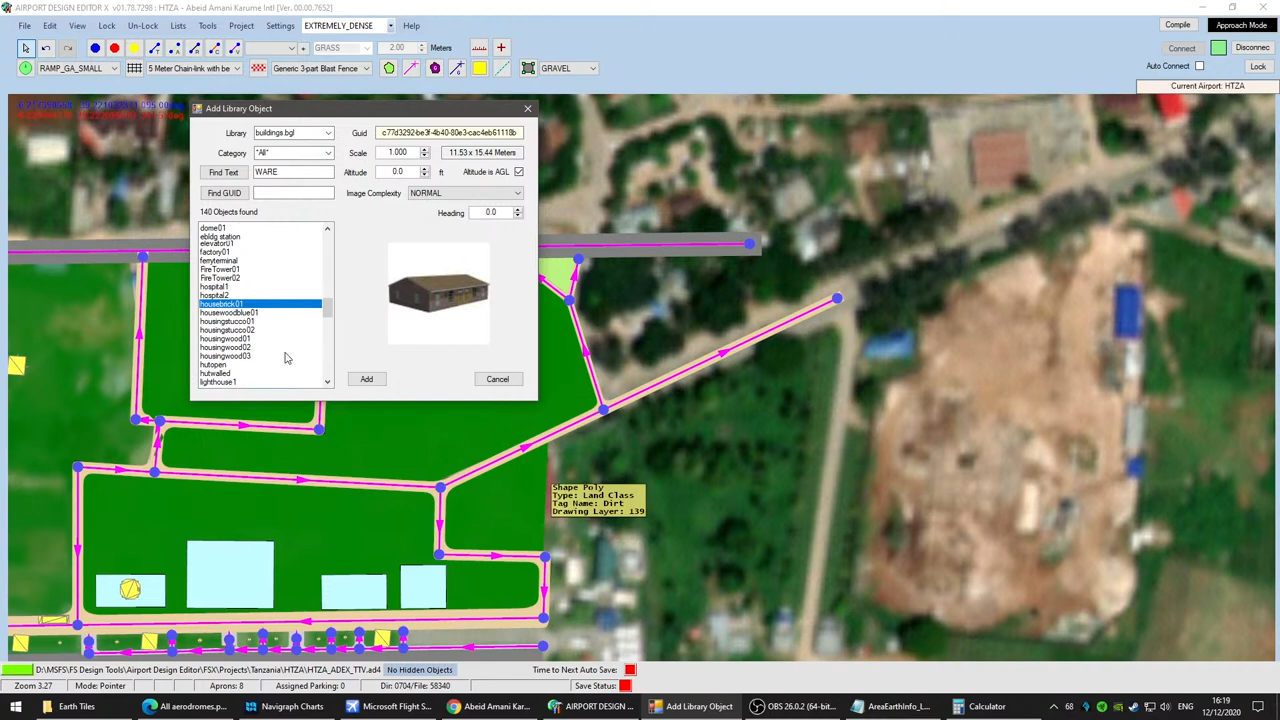 AIRPORT DESIGN EDITOR X v01.78.7298 : HTZA - Abeid Amani Karume Intl (Ver. 00.00.7652)
File Edit View Lock Un-Lock Lists Tools Project Settings EXTREMELY_DENSE Help
Compile Approach Mode
GRASS 2.00 Meters
Connect Disconnect
RAMP_GA_SMALL 5 Meter Chain-link with be Generic 3-part Blast Fence GRAVEL
Auto Connect Lock
Current Airport: HTZA
Add Library Object
Library buildings.bgl Guid c77d3292-be3f-4b40-80e3-cac4eb61118b
Category *All* Scale 1.000 11.53 x 15.44 Meters
Find Text WARE Altitude 0.0 ft Altitude is AGL
Find GUID Image Complexity NORMAL
140 Objects found Heading 0.0
dome01
ebldg station
elevator01
factory01
ferryterminal
FireTower01
FireTower02
hospital1
hospital2
housebrick01
housewoodblue01
housingstucco01
housingstucco02
housingwood01
housingwood02
housingwood03
hutopen
hutwalled
lighthouse1
Add Cancel
Shape Poly
Type: Land Class
Tag Name: Dirt
Drawing Layer: 139
D:\MSFS\FS Design Tools\Airport Design Editor\FSX\Projects\Tanzania\HTZA\HTZA_ADEX_TTV.ad4 No Hidden Objects Time to Next Auto Save:
Zoom 3.27 Mode: Pointer Aprons: 8 Assigned Parking: 0 Dir: 0704/File: 58340 Save Status:
Earth Tiles All aerodromes.p... Navigraph Charts Microsoft Flight S... Abeid Amani Karu... AIRPORT DESIGN ... Add Library Object OBS 26.0.2 (64-bit... AreaEarthInfo_L... Calculator 68 ENG 16:19
12/12/2020